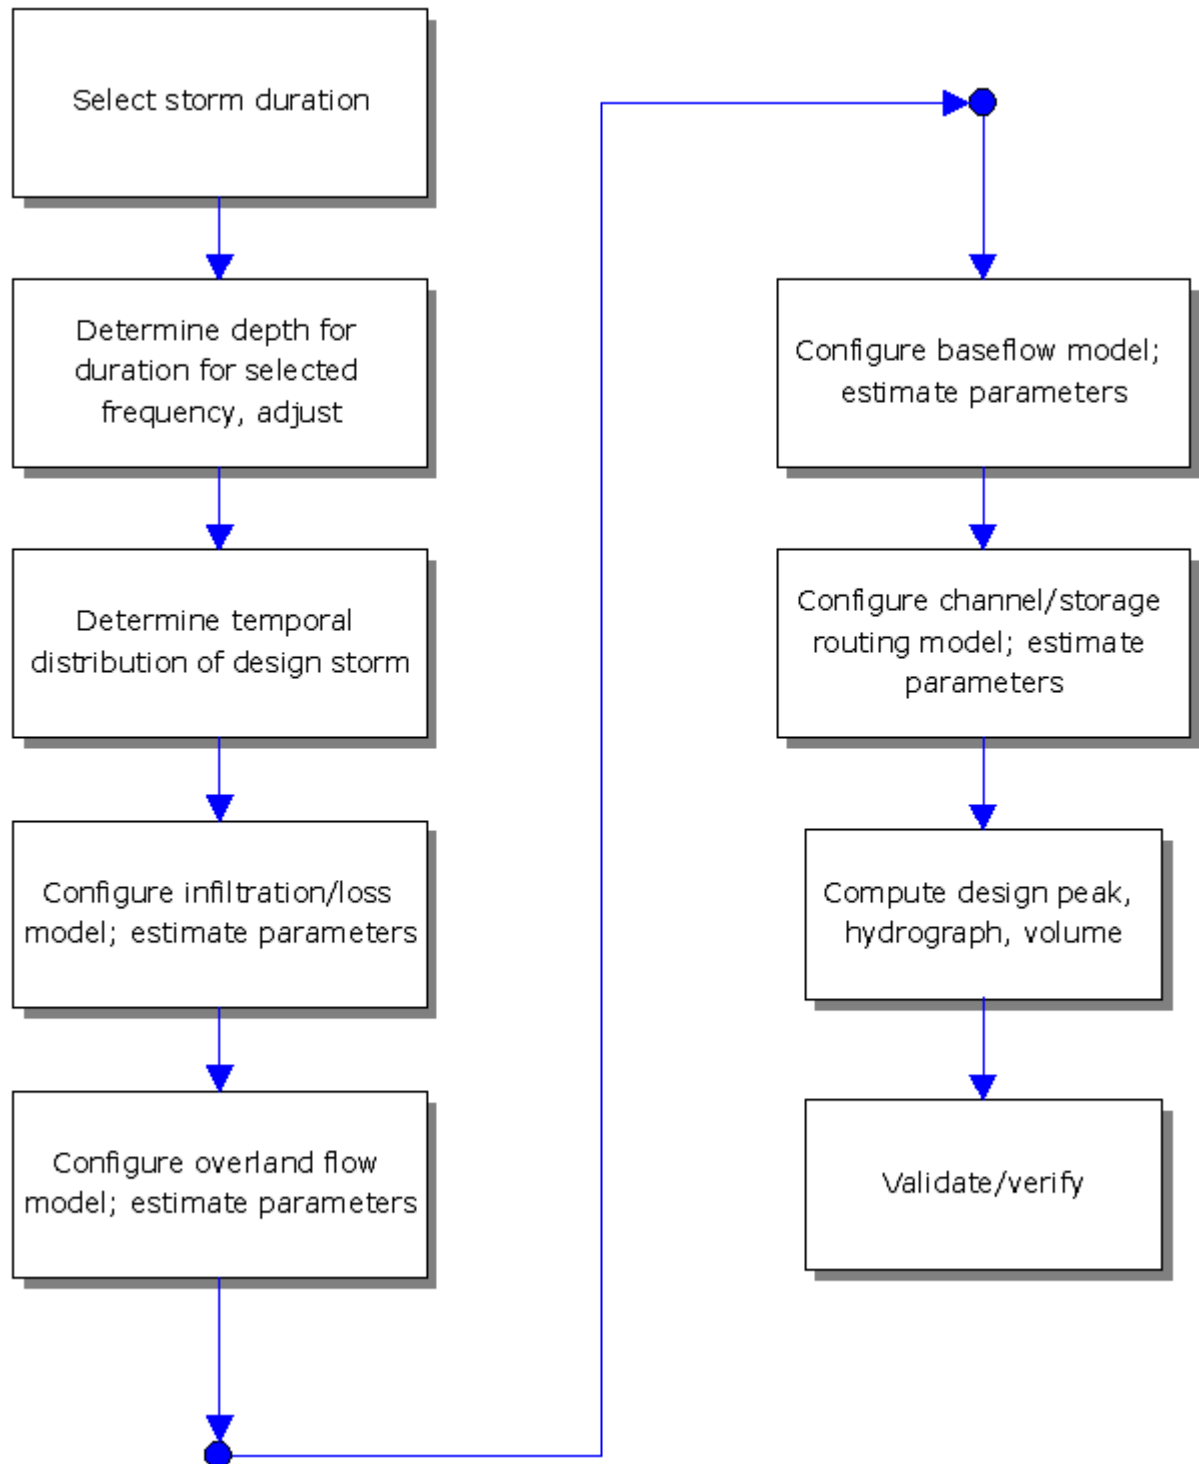 Select storm duration
Determine depth for
duration for selected
frequency, adjust
Determine temporal
distribution of design storm
Configure infiltration/loss
model; estimate parameters
Configure overland flow
model; estimate parameters
Configure baseflow model;
estimate parameters
Configure channel/storage
routing model; estimate
parameters
Compute design peak,
hydrograph, volume
Validate/verify